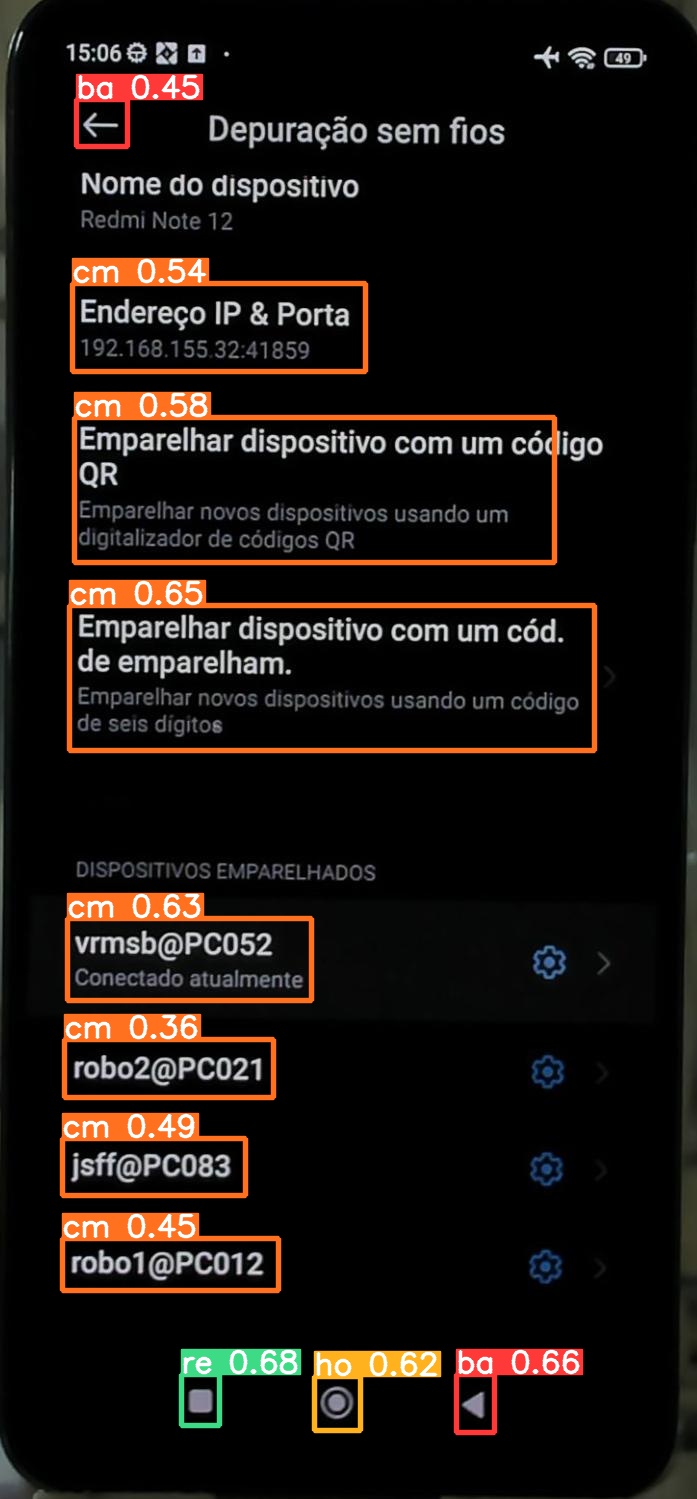 15:06
49
ba 0.45
Depuração sem fios
Nome do dispositivo
Redmi Note 12
cm 0.54
Endereço IP & Porta
192.168.155.32:41859
cm 0.58
Emparelhar dispositivo com um código
QR
Emparelhar novos dispositivos usando um
digitalizador de códigos QR
cm 0.65
Emparelhar dispositivo com um cód.
de emparelham.
Emparelhar novos dispositivos usando um código
de seis dígitos
DISPOSITIVOS EMPARELHADOS
cm 0.63
vrmsb@PC052
Conectado atualmente
cm 0.36
robo2@PC021
cm 0.49
jsff@PC083
cm 0.45
robo1@PC012
re 0.68 ho 0.62 ba 0.66